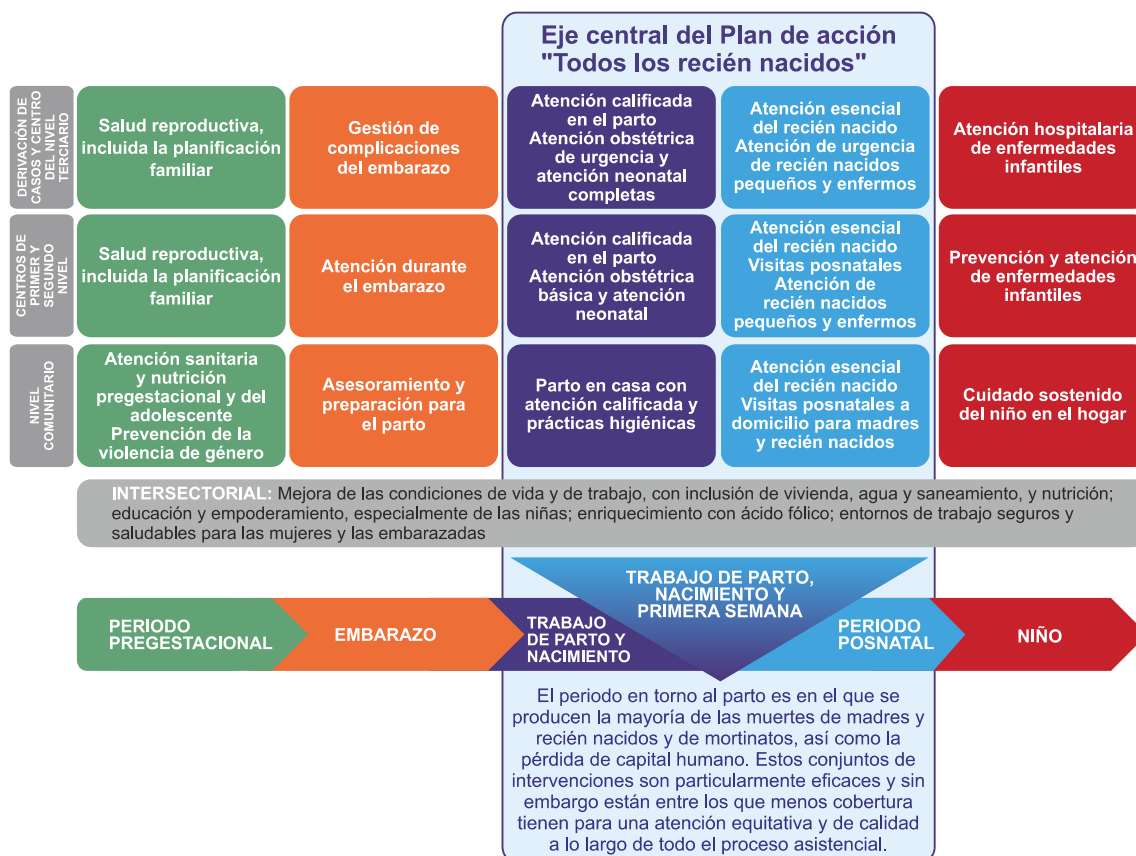 Eje central del Plan de acción
"Todos los recién nacidos"
DERIVACIÓN DE
CASOS Y CENTRO
DEL NIVEL
TERCIARIO
Salud reproductiva,
incluida la planificación
familiar
Gestión de
complicaciones
del embarazo
Atención calificada
en el parto
Atención obstétrica
de urgencia y
atención neonatal
completas
Atención esencial
del recién nacido
Atención de urgencia
de recién nacidos
pequeños y enfermos
Atención hospitalaria
de enfermedades
infantiles
CENTROS DE
PRIMER Y
SEGUNDO
NIVEL
Salud reproductiva,
incluida la planificación
familiar
Atención durante
el embarazo
Atención calificada
en el parto
Atención obstétrica
básica y atención
neonatal
Atención esencial
del recién nacido
Visitas posnatales
Atención de
recién nacidos
pequeños y enfermos
Prevención y atención
de enfermedades
infantiles
NIVEL
COMUNITARIO
Atención sanitaria
y nutrición
pregestacional y del
adolescente
Prevención de la
violencia de género
Asesoramiento y
preparación para
el parto
Parto en casa con
atención calificada y
prácticas higiénicas
Atención esencial
del recién nacido
Visitas posnatales a
domicilio para madres
y recién nacidos
Cuidado sostenido
del niño en el hogar
INTERSECTORIAL: Mejora de las condiciones de vida y de trabajo, con inclusión de vivienda, agua y saneamiento, y nutrición;
educación y empoderamiento, especialmente de las niñas; enriquecimiento con ácido fólico; entornos de trabajo seguros y
saludables para las mujeres y las embarazadas
TRABAJO DE PARTO,
NACIMIENTO Y
PRIMERA SEMANA
PERIODO
PREGESTACIONAL
EMBARAZO
TRABAJO
DE PARTO Y
NACIMIENTO
PERIODO
POSNATAL
NIÑO
El periodo en torno al parto es en el que se
producen la mayoría de las muertes de madres y
recién nacidos y de mortinatos, así como la
pérdida de capital humano. Estos conjuntos de
intervenciones son particularmente eficaces y sin
embargo están entre los que menos cobertura
tienen para una atención equitativa y de calidad
a lo largo de todo el proceso asistencial.